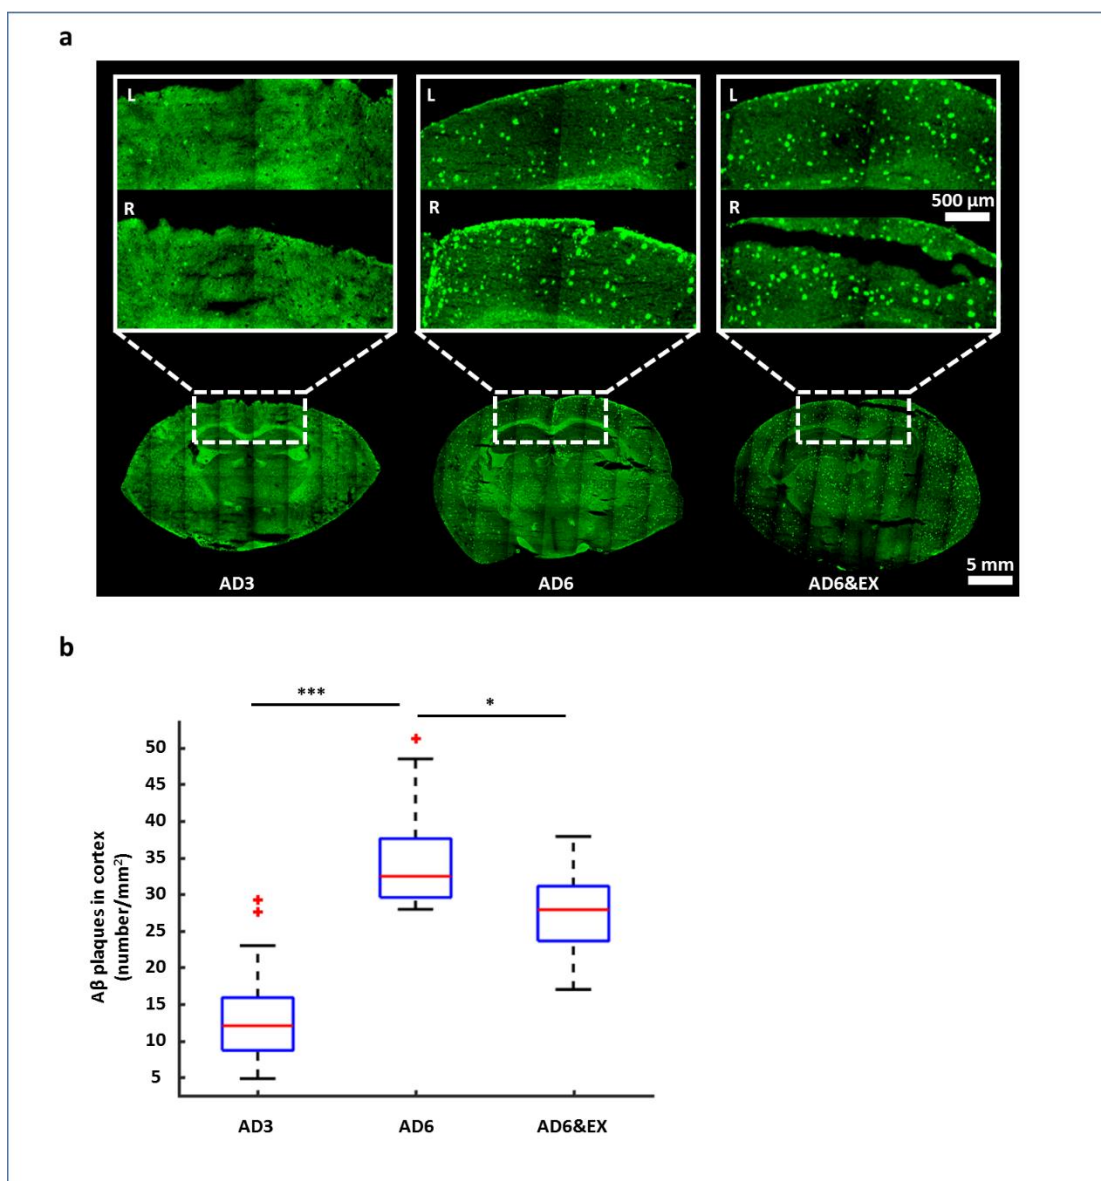 a
L
L
L
R
R
R
500 μm
AD3
AD6
AD6&EX
5 mm
b
***
*
Aβ plaques in cortex
(number/mm²)
50
45
40
35
30
25
20
15
10
5
AD3
AD6
AD6&EX